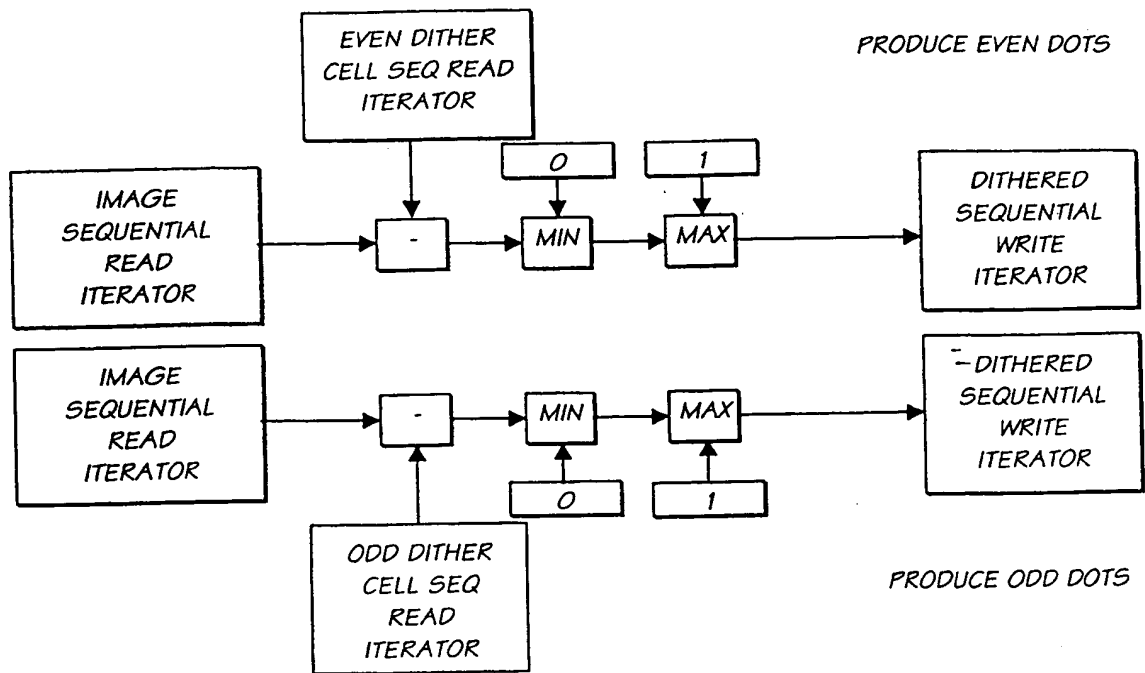 EVEN DITHER
CELL SEQ READ
ITERATOR
PRODUCE EVEN DOTS
0
1
IMAGE
SEQUENTIAL
READ
ITERATOR
-
MIN
MAX
DITHERED
SEQUENTIAL
WRITE
ITERATOR
IMAGE
SEQUENTIAL
READ
ITERATOR
-
MIN
MAX
DITHERED
SEQUENTIAL
WRITE
ITERATOR
0
1
ODD DITHER
CELL SEQ
READ
ITERATOR
PRODUCE ODD DOTS